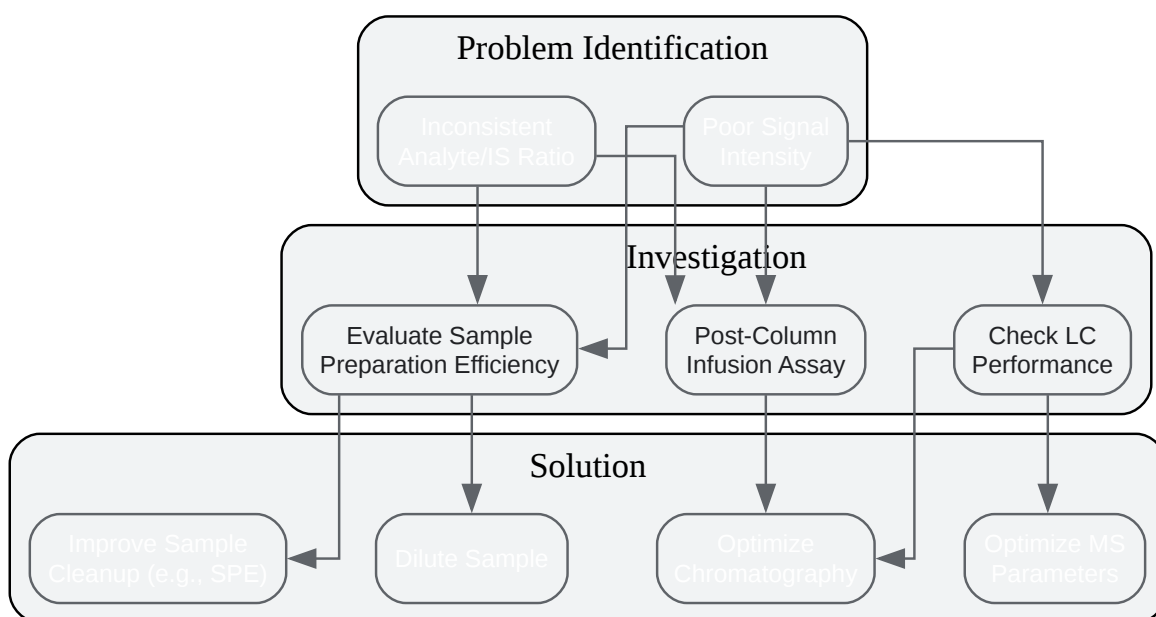 Problem Identification
Inconsistent
Analyte/IS Ratio
Poor Signal
Intensity
Investigation
Evaluate Sample
Preparation Efficiency
Post-Column
Infusion Assay
Check LC
Performance
Solution
Improve Sample
Cleanup (e.g., SPE)
Dilute Sample
Optimize
Chromatography
Optimize MS
Parameters